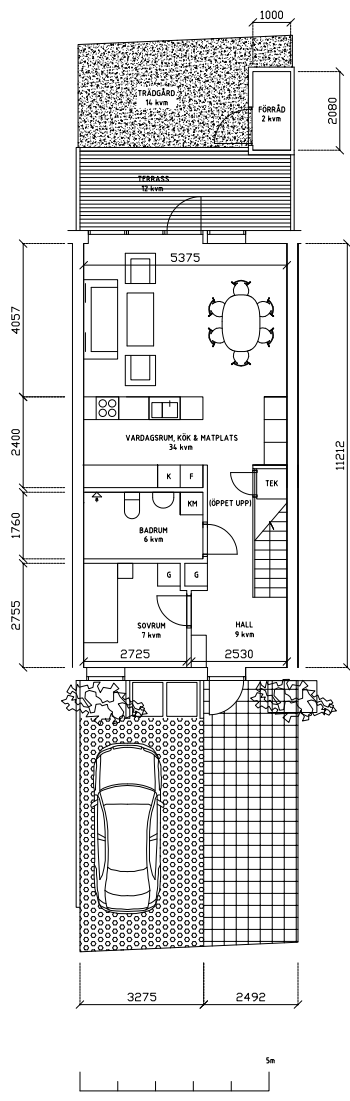 1000
TRÄDGÅRD
14 kvm
FÖRRÅD
2 kvm
2080
TERRASS
12 kvm
5375
4057
VARDAGSRUM, KÖK & MATPLATS
34 kvm
2400
11212
K
F
TEK
KM
(ÖPPET UPP)
1760
BADRUM
6 kvm
G
G
2755
SOVRUM
7 kvm
HALL
9 kvm
2725
2530
3275
2492
5m